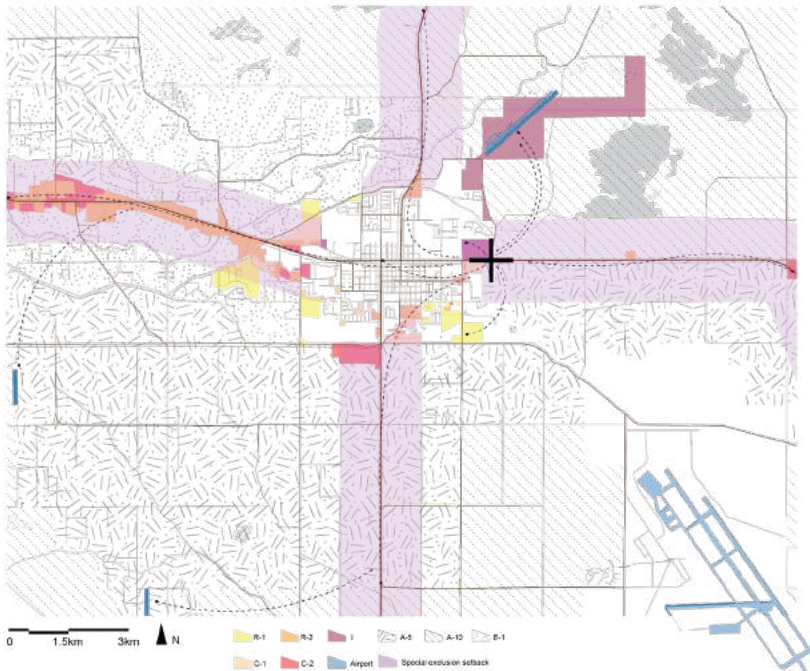 0 1.5km 3km N
R-1 R-2 I A-5 A-10 B-1
C-1 C-2 Airport Special exclusion setback